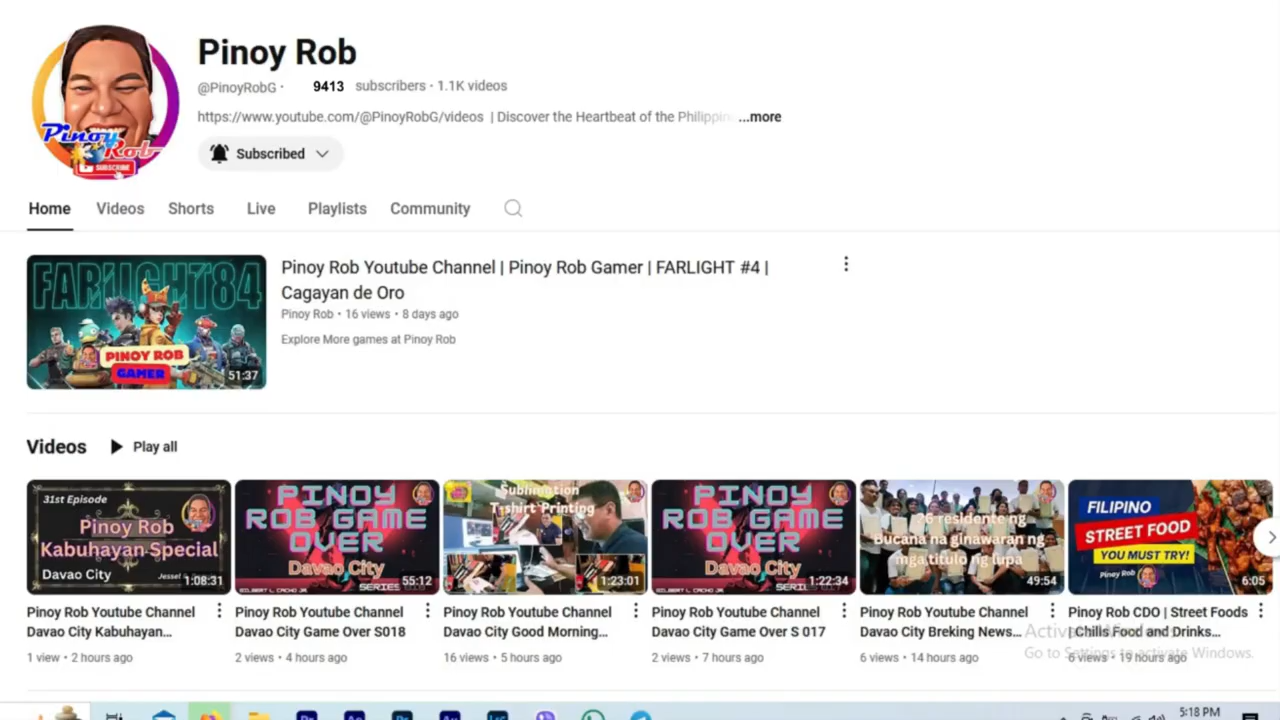 Pinoy Rob
@PinoyRobG · 9413 subscribers · 1.1K videos
https://www.youtube.com/@PinoyRobG/videos | Discover the Heartbeat of the Philippin ...more
Pinoy
Rob
SUBSCRIBE
Subscribed
Home Videos Shorts Live Playlists Community
FARLIGHT84
PINOY ROB
GAMER
51:37
Pinoy Rob Youtube Channel | Pinoy Rob Gamer | FARLIGHT #4 |
Cagayan de Oro
Pinoy Rob • 16 views • 8 days ago
Explore More games at Pinoy Rob
Videos Play all
31st Episode
Pinoy Rob
Kabuhayan Special
Davao City
1:08:31
Pinoy Rob Youtube Channel
Davao City Kabuhayan...
1 view • 2 hours ago
PINOY
ROB GAME
OVER
Davao City
GILBERT L. CACHO JR.
55:12
Pinoy Rob Youtube Channel
Davao City Game Over S018
2 views • 4 hours ago
Sublimation
T-shirt Printing
1:23:01
Pinoy Rob Youtube Channel
Davao City Good Morning...
16 views • 5 hours ago
PINOY
ROB GAME
OVER
Davao City
GILBERT L. CACHO JR.
1:22:34
Pinoy Rob Youtube Channel
Davao City Game Over S 017
2 views • 7 hours ago
26 residente ng
Bucana na ginawaran ng
mga titulo ng lupa
49:54
Pinoy Rob Youtube Channel
Davao City Breking News...
6 views • 14 hours ago
FILIPINO
STREET FOOD
YOU MUST TRY!
Pinoy Rob
6:05
Pinoy Rob CDO | Street Foods
| Chills Food and Drinks...
6 views • 19 hours ago
Activate Windows
Go to Settings to activate Windows.
5:18 PM